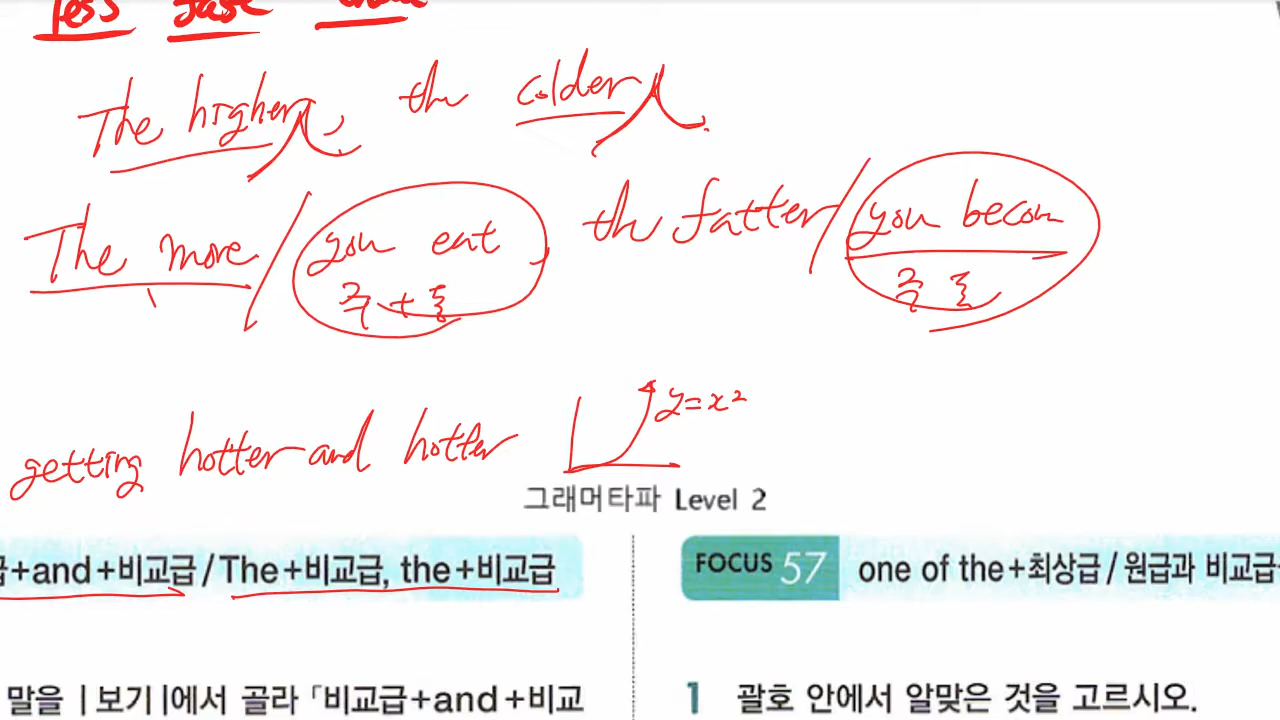 less
The higher, the colder.
The more / you eat, the fatter / you becom
주+동 주 동
getting hotter and hotter y=x²
그래머타파 Level 2
+and+비교급 / The+비교급, the+비교급
FOCUS 57 one of the+최상급 / 원급과 비교급
말을 | 보기 |에서 골라 「비교급+and+비교
1 괄호 안에서 알맞은 것을 고르시오.